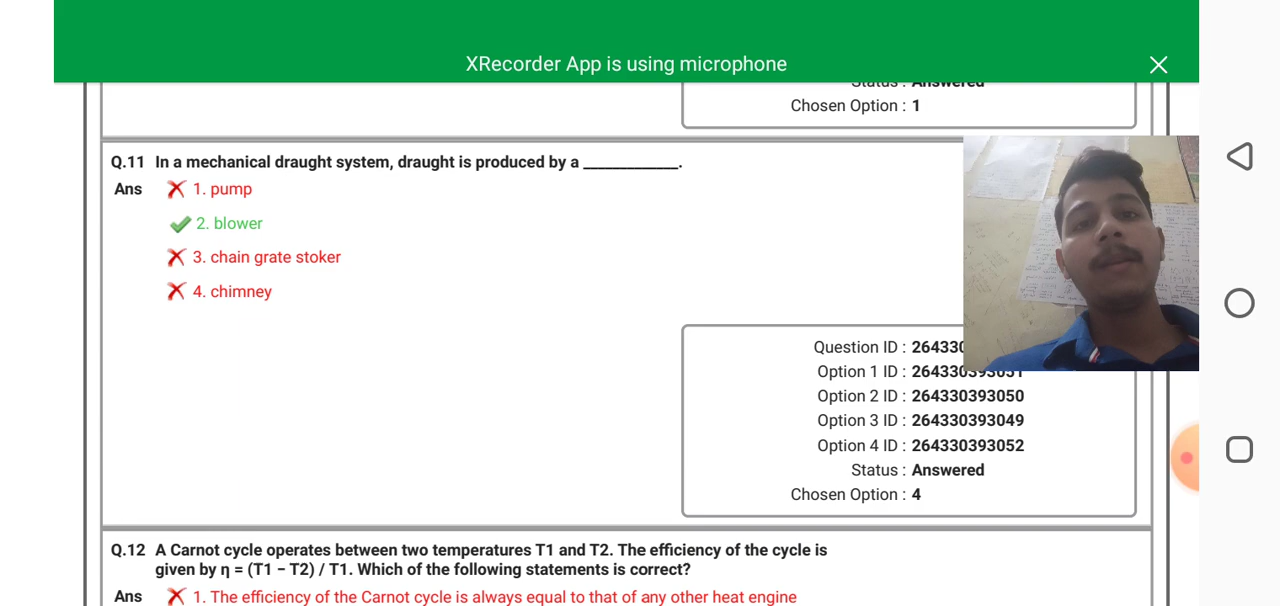 XRecorder App is using microphone
Status : Answered
Chosen Option : 1
Q.11 In a mechanical draught system, draught is produced by a ____________.
Ans 1. pump
2. blower
3. chain grate stoker
4. chimney
Question ID : 264330
Option 1 ID : 264330393051
Option 2 ID : 264330393050
Option 3 ID : 264330393049
Option 4 ID : 264330393052
Status : Answered
Chosen Option : 4
Q.12 A Carnot cycle operates between two temperatures T1 and T2. The efficiency of the cycle is
given by η = (T1 − T2) / T1. Which of the following statements is correct?
Ans 1. The efficiency of the Carnot cycle is always equal to that of any other heat engine